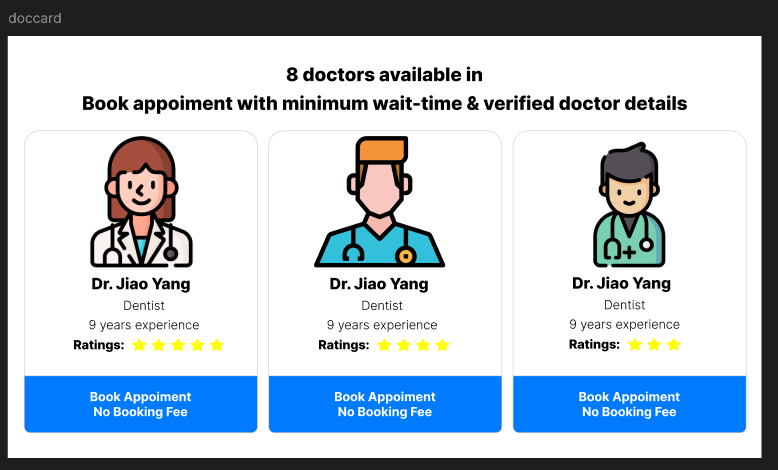 doccard
8 doctors available in
Book appoiment with minimum wait-time & verified doctor details
Dr. Jiao Yang
Dentist
9 years experience
Ratings:
Book Appoiment
No Booking Fee
Dr. Jiao Yang
Dentist
9 years experience
Ratings:
Book Appoiment
No Booking Fee
Dr. Jiao Yang
Dentist
9 years experience
Ratings:
Book Appoiment
No Booking Fee